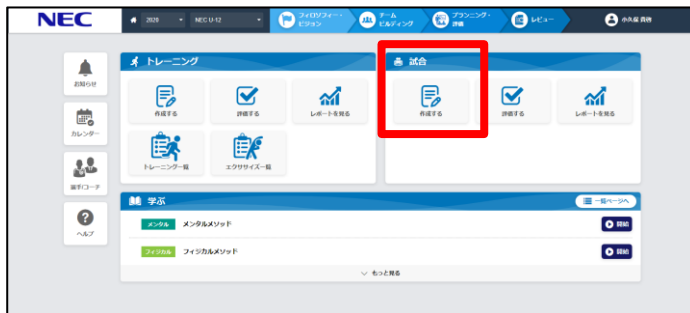 NEC
2020
NEC U-12
フィロソフィー・
ビジョン
チーム
ビルディング
プランニング・
評価
レビュー
お知らせ
カレンダー
選手/コーチ
ヘルプ
トレーニング
作成する
評価する
レポートを見る
トレーニング一覧
エクササイズ一覧
試合
作成する
評価する
レポートを見る
学ぶ
一覧ページへ
メンタル
メンタルメソッド
開始
フィジカル
フィジカルメソッド
開始
もっと見る